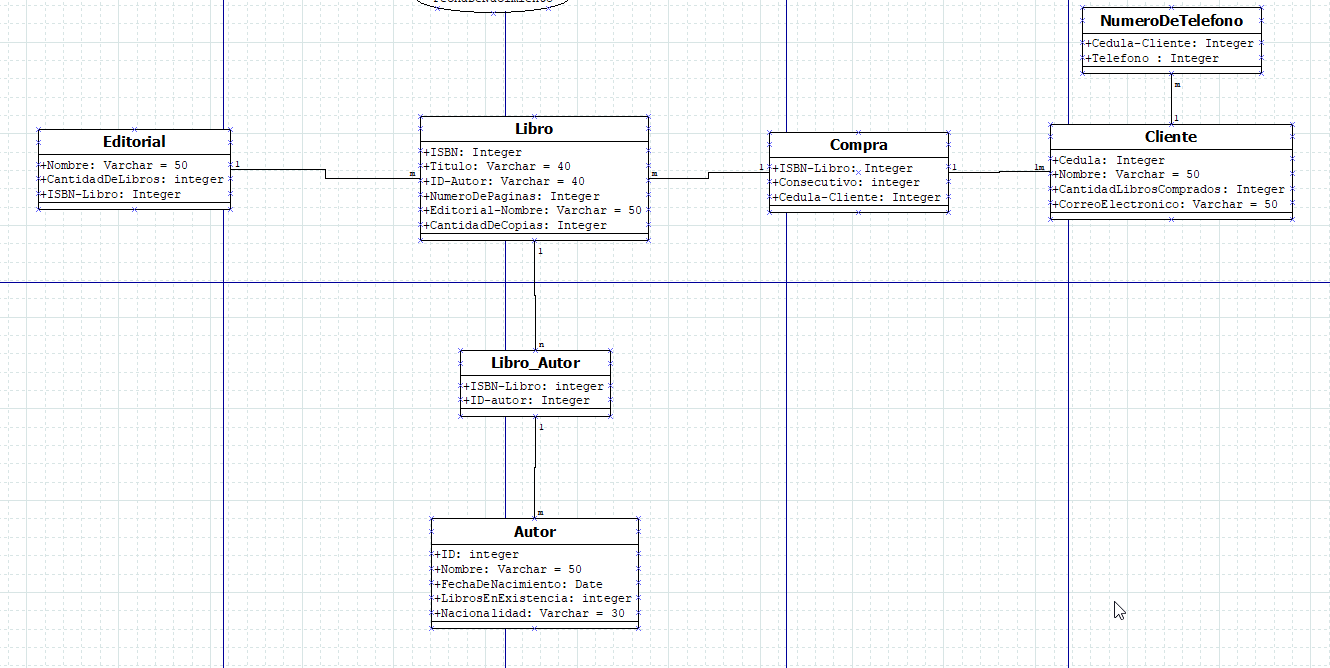 FechaDeNacimiento
NumeroDeTelefono
+Cedula-Cliente: Integer
+Telefono : Integer
m
1
Editorial
+Nombre: Varchar = 50
+CantidadDeLibros: integer
+ISBN-Libro: Integer
1
m
Libro
+ISBN: Integer
+Titulo: Varchar = 40
+ID-Autor: Varchar = 40
+NumeroDePaginas: Integer
+Editorial-Nombre: Varchar = 50
+CantidadDeCopias: Integer
m
1
Compra
+ISBN-Libro: Integer
+Consecutivo: integer
+Cedula-Cliente: Integer
1
1m
Cliente
+Cedula: Integer
+Nombre: Varchar = 50
+CantidadLibrosComprados: Integer
+CorreoElectronico: Varchar = 50
1
n
Libro_Autor
+ISBN-Libro: integer
+ID-autor: Integer
1
m
Autor
+ID: integer
+Nombre: Varchar = 50
+FechaDeNacimiento: Date
+LibrosEnExistencia: integer
+Nacionalidad: Varchar = 30